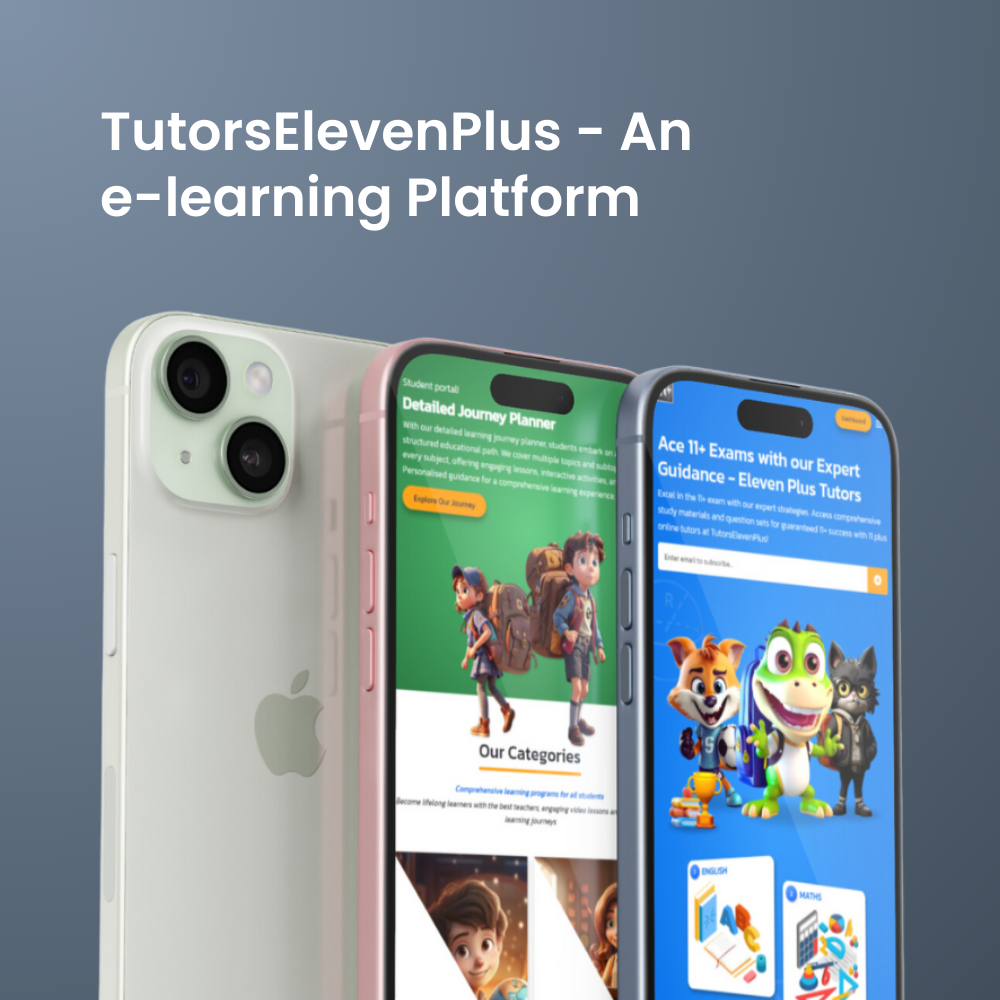 TutorsElevenPlus - An
e-learning Platform
Student portal!
Detailed Journey Planner
With our detailed learning journey planner, students embark on
structured educational path. We cover multiple topics and
every subject, offering engaging lessons, interactive activities,
Personalised guidance for a comprehensive learning experience
Explore Our Journey
Our Categories
Comprehensive learning programs for all students
Become lifelong learners with the best teachers, engaging video lessons
learning journeys
Dashboard
Ace 11+ Exams with our Expert
Guidance - Eleven Plus Tutors
Excel in the 11+ exam with our expert strategies. Access comprehensive
study materials and question sets for guaranteed 11+ success with 11 plus
online tutors at TutorsElevenPlus!
Enter email to subscribe..
R
S
1 ENGLISH
ABC
2 MATHS